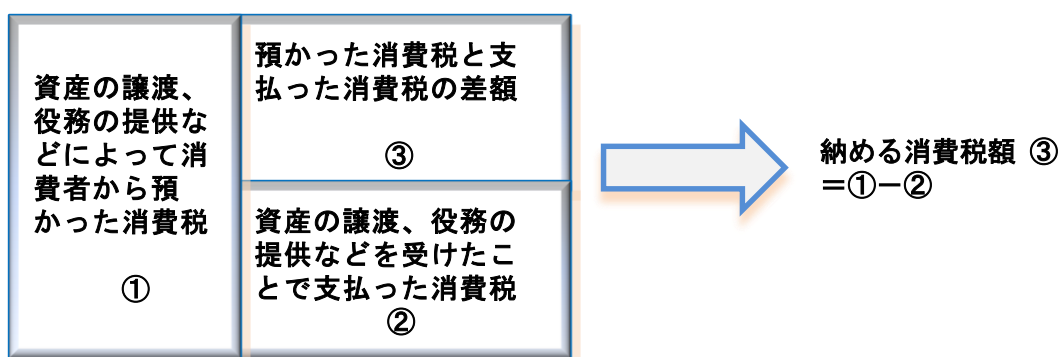 資産の譲渡、
役務の提供な
どによって消
費者から預
かった消費税
①
預かった消費税と支
払った消費税の差額
③
資産の譲渡、役務の
提供などを受けたこ
とで支払った消費税
②
納める消費税額 ③
＝①－②